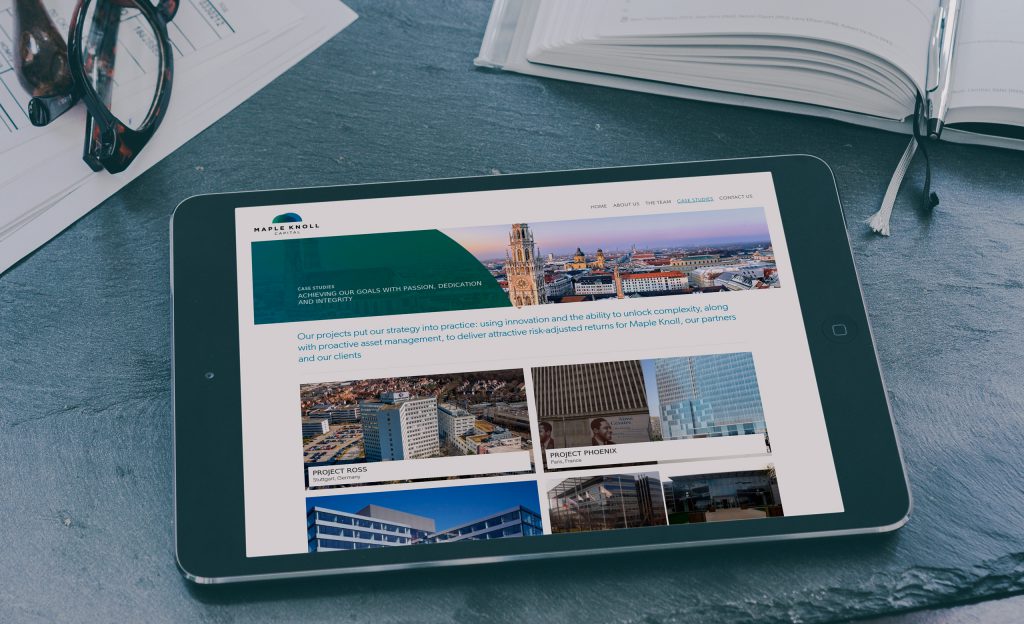 MAPLE KNOLL
CAPITAL
HOME ABOUT US THE TEAM CASE STUDIES CONTACT US
CASE STUDIES
ACHIEVING OUR GOALS WITH PASSION, DEDICATION
AND INTEGRITY
Our projects put our strategy into practice: using innovation and the ability to unlock complexity, along
with proactive asset management, to deliver attractive risk-adjusted returns for Maple Knoll, our partners
and our clients
PROJECT ROSS
Stuttgart, Germany
PROJECT PHOENIX
Paris, France